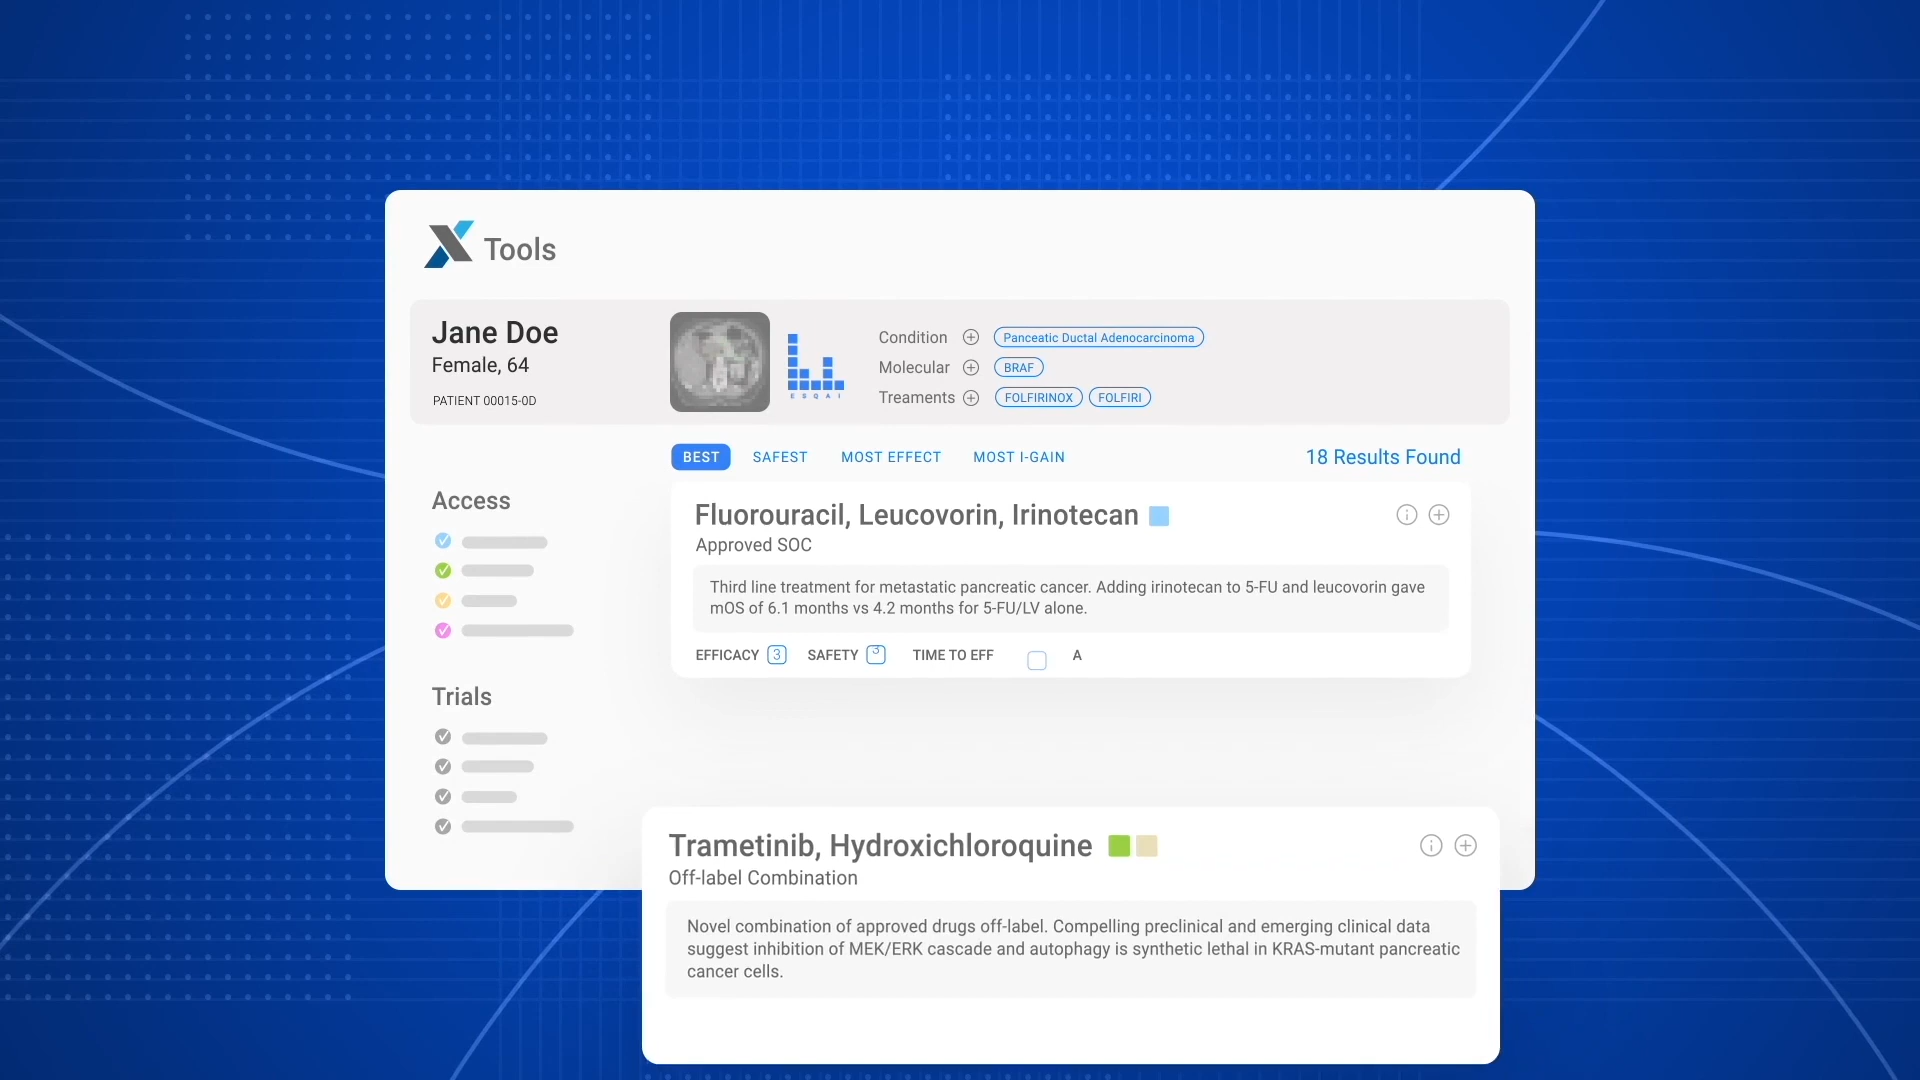 X Tools
Jane Doe
Female, 64
PATIENT 00015-0D
E S Q A I
Condition Panceatic Ductal Adenocarcinoma
Molecular BRAF
Treaments FOLFIRINOX FOLFIRI
BEST SAFEST MOST EFFECT MOST I-GAIN 18 Results Found
Access
Trials
Fluorouracil, Leucovorin, Irinotecan
Approved SOC
Third line treatment for metastatic pancreatic cancer. Adding irinotecan to 5-FU and leucovorin gave
mOS of 6.1 months vs 4.2 months for 5-FU/LV alone.
EFFICACY 3 SAFETY 3 TIME TO EFF A
Trametinib, Hydroxichloroquine
Off-label Combination
Novel combination of approved drugs off-label. Compelling preclinical and emerging clinical data
suggest inhibition of MEK/ERK cascade and autophagy is synthetic lethal in KRAS-mutant pancreatic
cancer cells.